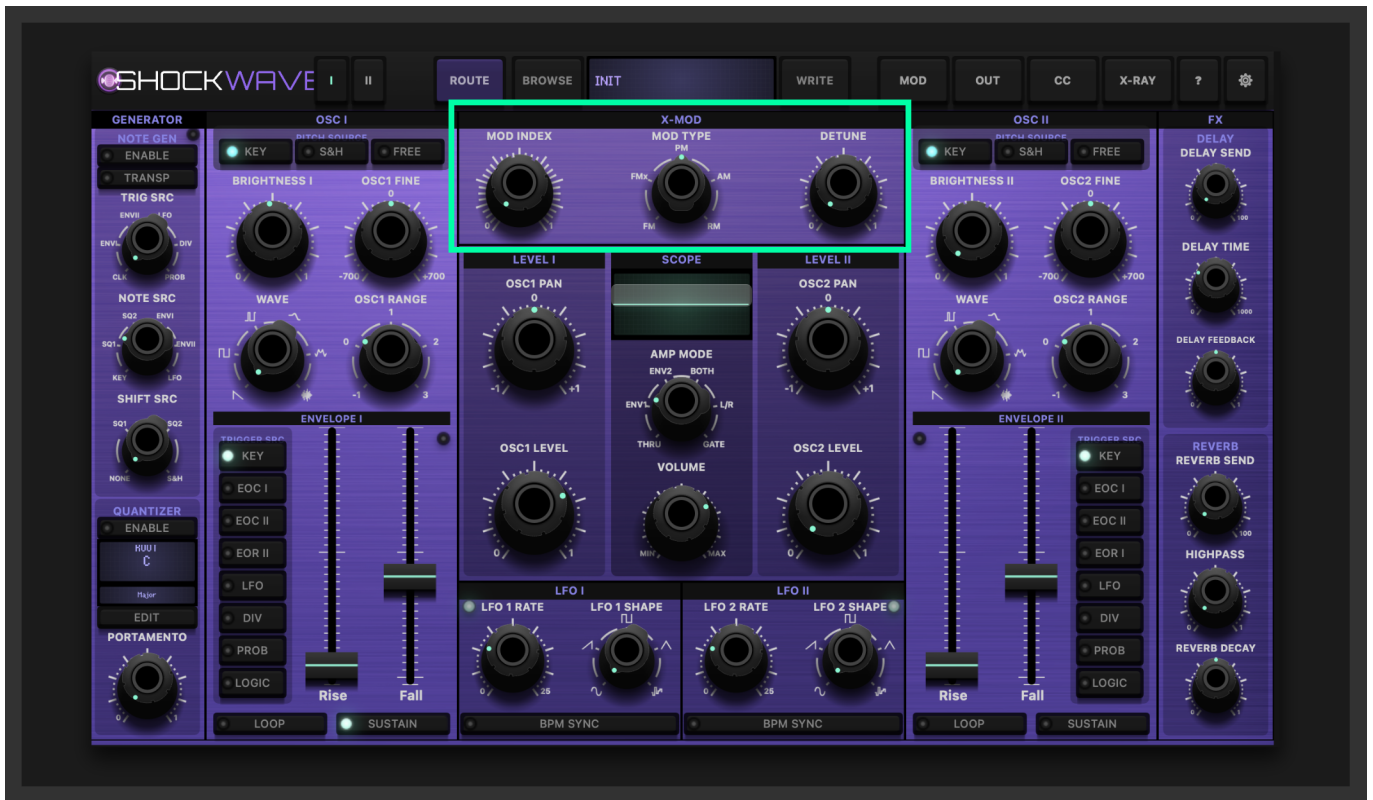 SHOCKWAVE I II ROUTE BROWSE INIT WRITE MOD OUT CC X-RAY ?
GENERATOR
NOTE GEN
ENABLE
TRANSP
TRIG SRC
ENVII LFO
ENVI DIV
CLK PROB
NOTE SRC
SQ2 ENVI
SQ1 ENVII
KEY LFO
SHIFT SRC
SQ1 SQ2
NONE S&H
QUANTIZER
ENABLE
ROOT
C
Major
EDIT
PORTAMENTO
0 1
OSC I
PITCH SOURCE
KEY S&H FREE
BRIGHTNESS I OSC1 FINE
0
0 1 -700 +700
WAVE OSC1 RANGE
1
0 2
-1 3
ENVELOPE I
TRIGGER SRC
KEY
EOC I
EOC II
EOR II
LFO
DIV
PROB
LOGIC
Rise Fall
LOOP SUSTAIN
X-MOD
MOD INDEX MOD TYPE DETUNE
PM
FMx AM
0 1 FM RM 0 1
LEVEL I
OSC1 PAN
0
-1 +1
OSC1 LEVEL
0 1
SCOPE
AMP MODE
ENV2 BOTH
ENV1 L/R
THRU GATE
VOLUME
MIN MAX
LEVEL II
OSC2 PAN
0
-1 +1
OSC2 LEVEL
0 1
LFO I
LFO 1 RATE LFO 1 SHAPE
0 25
BPM SYNC
LFO II
LFO 2 RATE LFO 2 SHAPE
0 25
BPM SYNC
OSC II
PITCH SOURCE
KEY S&H FREE
BRIGHTNESS II OSC2 FINE
0
0 1 -700 +700
WAVE OSC2 RANGE
1
0 2
-1 3
ENVELOPE II
TRIGGER SRC
KEY
EOC I
EOC II
EOR I
LFO
DIV
PROB
LOGIC
Rise Fall
LOOP SUSTAIN
FX
DELAY
DELAY SEND
0 100
DELAY TIME
0 1000
DELAY FEEDBACK
0 1
REVERB
REVERB SEND
0 100
HIGHPASS
0 1
REVERB DECAY
0 1